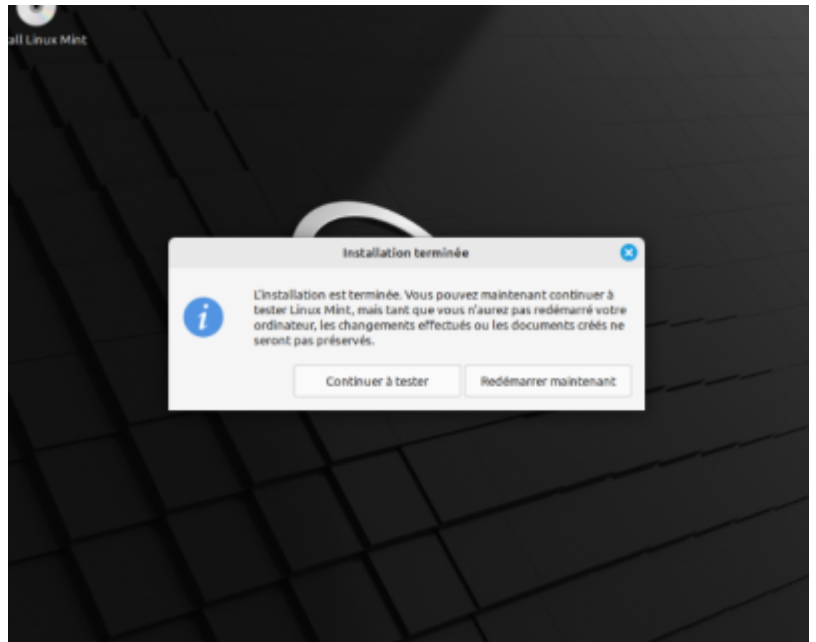 all Linux Mint
Installation terminée
L'installation est terminée. Vous pouvez maintenant continuer à
tester Linux Mint, mais tant que vous n'aurez pas redémarré votre
ordinateur, les changements effectués ou les documents créés ne
seront pas préservés.
Continuer à tester
Redémarrer maintenant